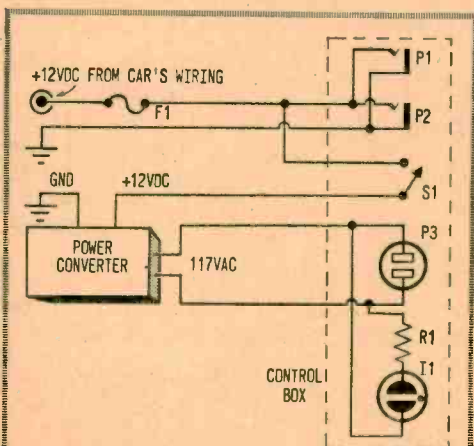 +12VDC FROM CAR'S WIRING
F1
P1
P2
GND
+12VDC
S1
POWER
CONVERTER
117VAC
P3
R1
I1
CONTROL
BOX